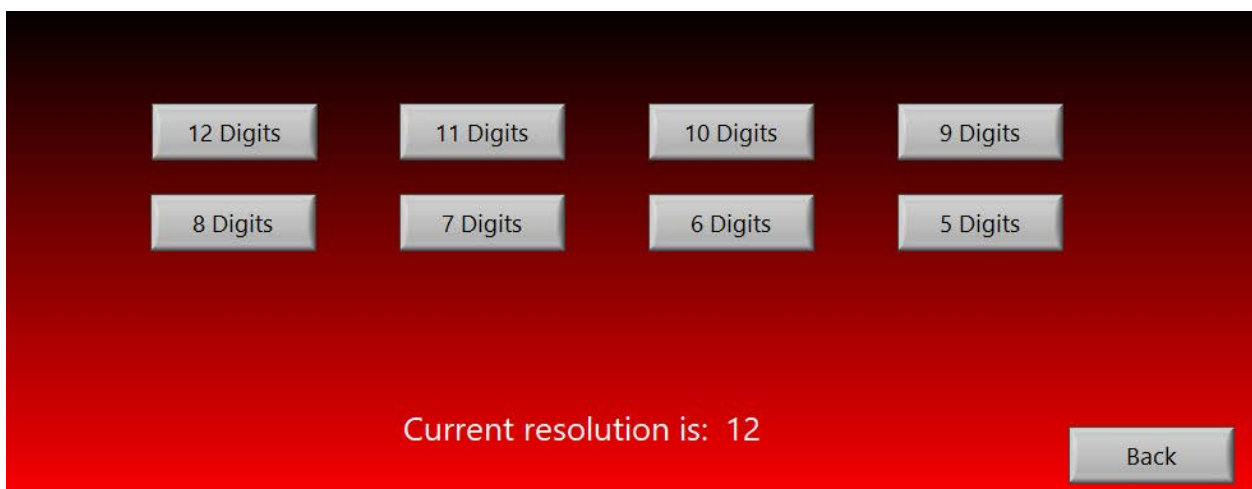 12 Digits 11 Digits 10 Digits 9 Digits
8 Digits 7 Digits 6 Digits 5 Digits
Current resolution is: 12
Back